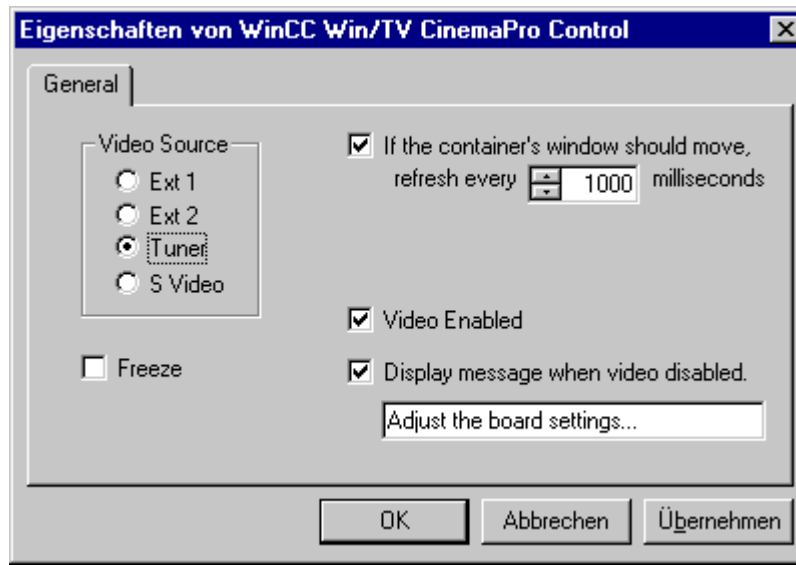 Eigenschaften von WinCC Win/TV CinemaPro Control
General
Video Source
Ext 1
Ext 2
Tuner
S Video
Freeze
If the container's window should move,
refresh every 1000 milliseconds
Video Enabled
Display message when video disabled.
Adjust the board settings...
OK
Abbrechen
Übernehmen